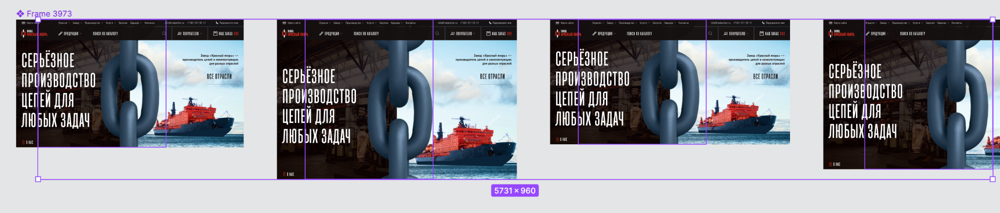 Frame 3973
Карта сайта Отрасли Завод Производство Услуги Закупки Карьера Контакты info@redanchor.ru +7 831 211-55-11 Перезвоните мне
ЗАВОД
КРАСНЫЙ ЯКОРЬ
ПРОДУКЦИЯ ПОИСК ПО КАТАЛОГУ ПОКУПАТЕЛЮ ВАШ ЗАКАЗ
СЕРЬЁЗНОЕ
ПРОИЗВОДСТВО
ЦЕПЕЙ ДЛЯ
ЛЮБЫХ ЗАДАЧ
Завод «Красный якорь» —
производитель цепей и комплектующих
для разных отраслей
ВСЕ ОТРАСЛИ
О НАС
Карта сайта Отрасли Завод Производство Услуги Закупки Карьера Контакты info@redanchor.ru +7 831 211-55-11 Перезвоните мне
ЗАВОД
КРАСНЫЙ ЯКОРЬ
ПРОДУКЦИЯ ПОИСК ПО КАТАЛОГУ ПОКУПАТЕЛЮ ВАШ ЗАКАЗ
СЕРЬЁЗНОЕ
ПРОИЗВОДСТВО
ЦЕПЕЙ ДЛЯ
ЛЮБЫХ ЗАДАЧ
Завод «Красный якорь» —
производитель цепей и комплектующих
для разных отраслей
ВСЕ ОТРАСЛИ
О НАС
Карта сайта Отрасли Завод Производство Услуги Закупки Карьера Контакты info@redanchor.ru +7 831 211-55-11 Перезвоните мне
ЗАВОД
КРАСНЫЙ ЯКОРЬ
ПРОДУКЦИЯ ПОИСК ПО КАТАЛОГУ ПОКУПАТЕЛЮ ВАШ ЗАКАЗ
СЕРЬЁЗНОЕ
ПРОИЗВОДСТВО
ЦЕПЕЙ ДЛЯ
ЛЮБЫХ ЗАДАЧ
Завод «Красный якорь» —
производитель цепей и комплектующих
для разных отраслей
ВСЕ ОТРАСЛИ
О НАС
Карта сайта Отрасли Завод Производство Услуги Закупки Карьера Контакты
ЗАВОД
КРАСНЫЙ ЯКОРЬ
ПРОДУКЦИЯ ПОИСК ПО КАТАЛОГУ
СЕРЬЁЗНОЕ
ПРОИЗВОДСТВО
ЦЕПЕЙ ДЛЯ
ЛЮБЫХ ЗАДАЧ
О НАС
5731 × 960